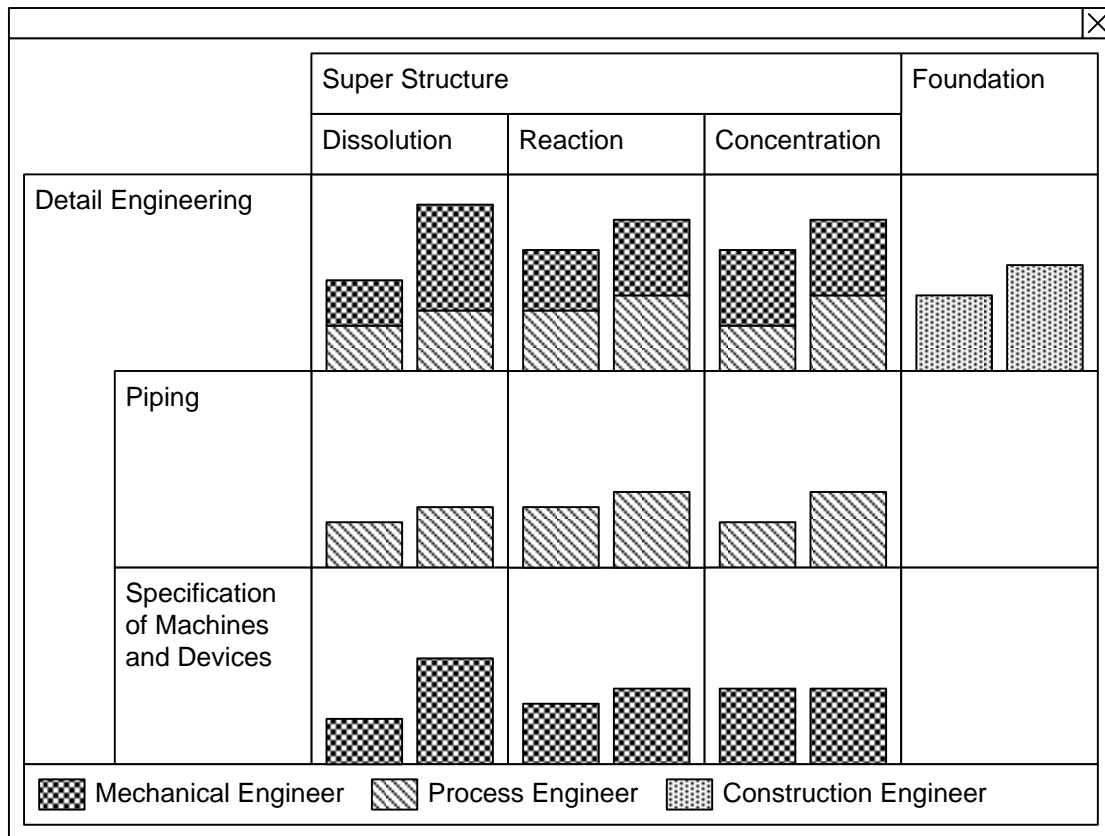 Super Structure
Foundation
Dissolution
Reaction
Concentration
Detail Engineering
Piping
Specification
of Machines
and Devices
Mechanical Engineer
Process Engineer
Construction Engineer